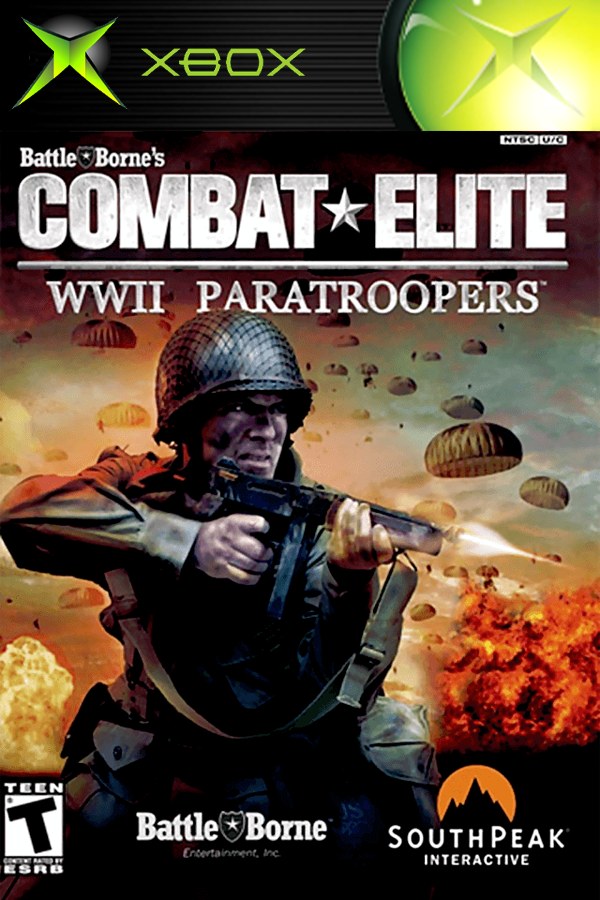 XBOX
NTSC U/C
Battle Borne's
COMBAT★ELITE
WWII PARATROOPERS™
TEEN
T
CONTENT RATED BY
ESRB
Battle Borne
Entertainment, Inc.
SOUTHPEAK
INTERACTIVE